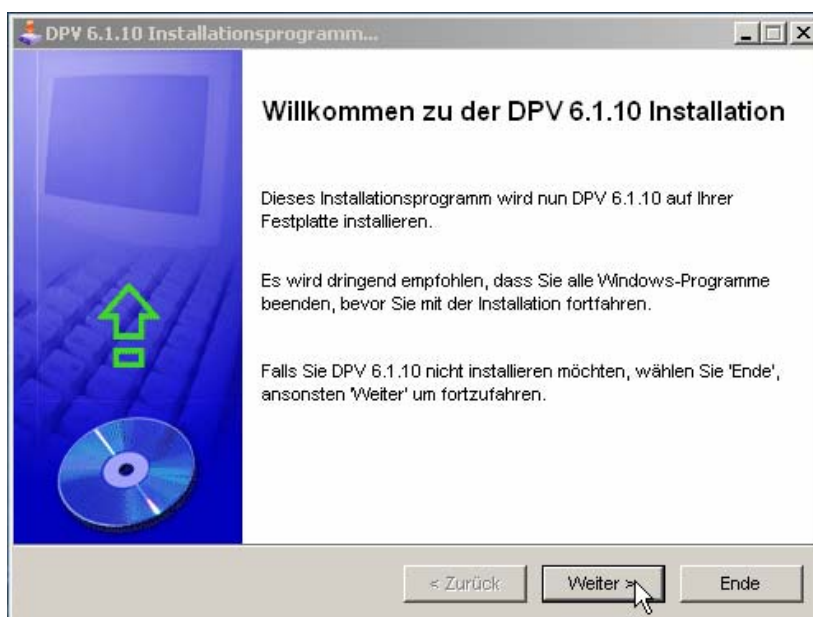 DPV 6.1.10 Installationsprogramm...
Willkommen zu der DPV 6.1.10 Installation
Dieses Installationsprogramm wird nun DPV 6.1.10 auf Ihrer
Festplatte installieren.
Es wird dringend empfohlen, dass Sie alle Windows-Programme
beenden, bevor Sie mit der Installation fortfahren.
Falls Sie DPV 6.1.10 nicht installieren möchten, wählen Sie 'Ende',
ansonsten 'Weiter' um fortzufahren.
< Zurück   Weiter >   Ende